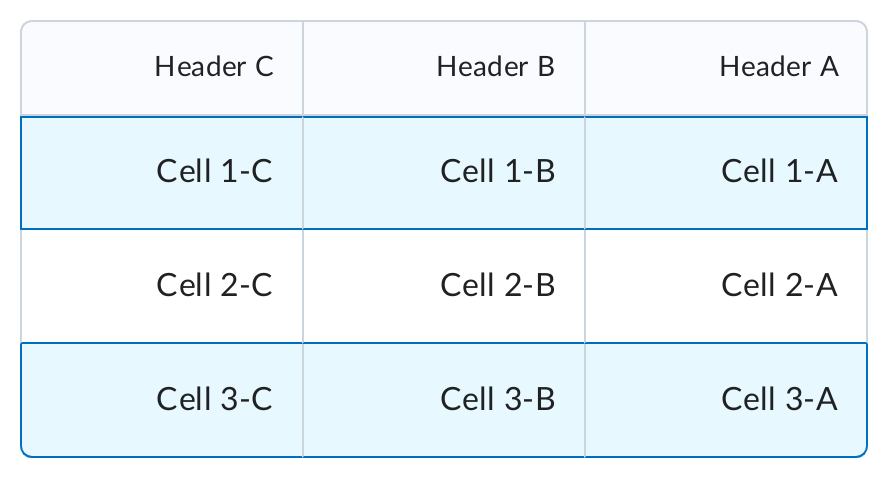 Header C Header B Header A
Cell 1-C Cell 1-B Cell 1-A
Cell 2-C Cell 2-B Cell 2-A
Cell 3-C Cell 3-B Cell 3-A